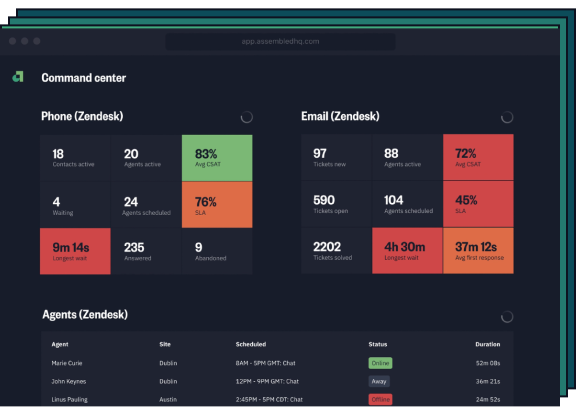 app.assembledhq.com
Command center
Phone (Zendesk)
18
Contacts active
20
Agents active
83%
Avg CSAT
4
Waiting
24
Agents scheduled
76%
SLA
9m 14s
Longest wait
235
Answered
9
Abandoned
Email (Zendesk)
97
Tickets new
88
Agents active
72%
Avg CSAT
590
Tickets open
104
Agents scheduled
45%
SLA
2202
Tickets solved
4h 30m
Longest wait
37m 12s
Avg first response
Agents (Zendesk)
Agent Site Scheduled Status Duration
Marie Curie Dublin 8AM - 5PM GMT: Chat Online 52m 08s
John Keynes Dublin 12PM - 9PM GMT: Chat Away 36m 21s
Linus Pauling Austin 2:45PM - 5PM CDT: Chat Offline 24m 52s